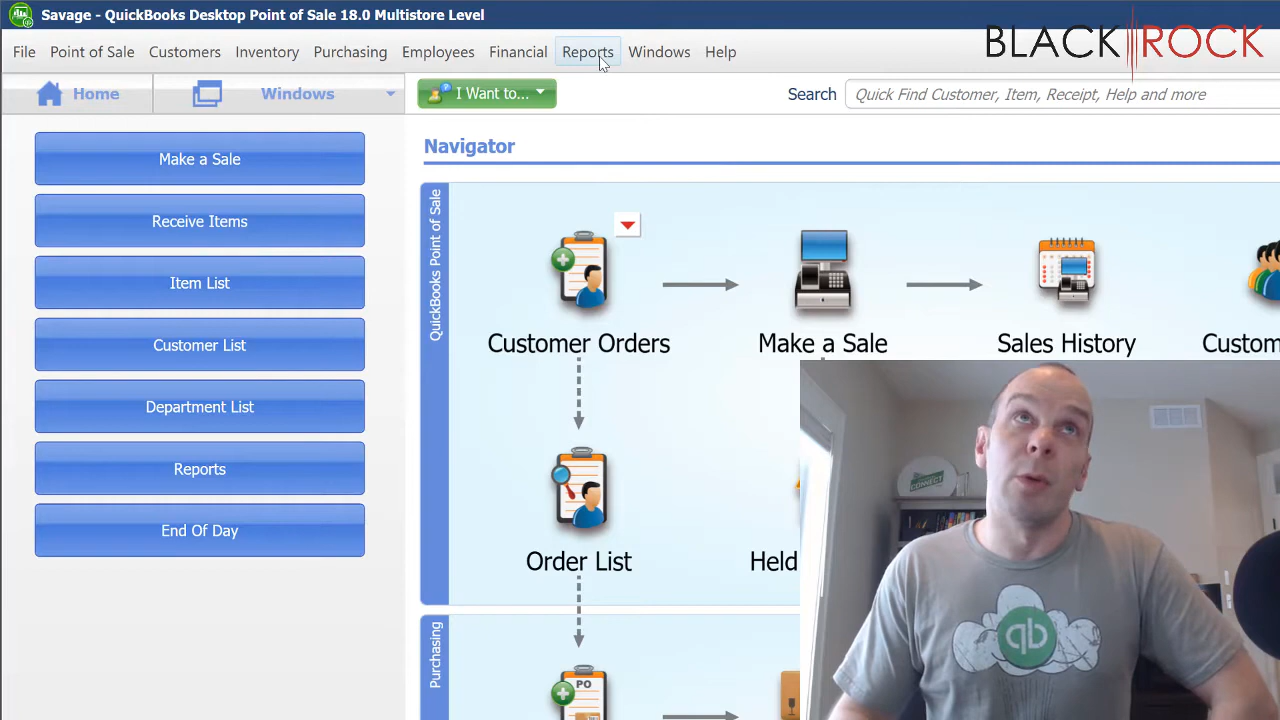 Savage - QuickBooks Desktop Point of Sale 18.0 Multistore Level
BLACK ROCK
File Point of Sale Customers Inventory Purchasing Employees Financial Reports Windows Help
Home Windows I Want to... Search Quick Find Customer, Item, Receipt, Help and more
Navigator
Make a Sale
Receive Items
Item List
Customer List
Department List
Reports
End Of Day
QuickBooks Point of Sale
Customer Orders Make a Sale Sales History Custom
Order List Held
Purchasing
PO
CONNECT
qb